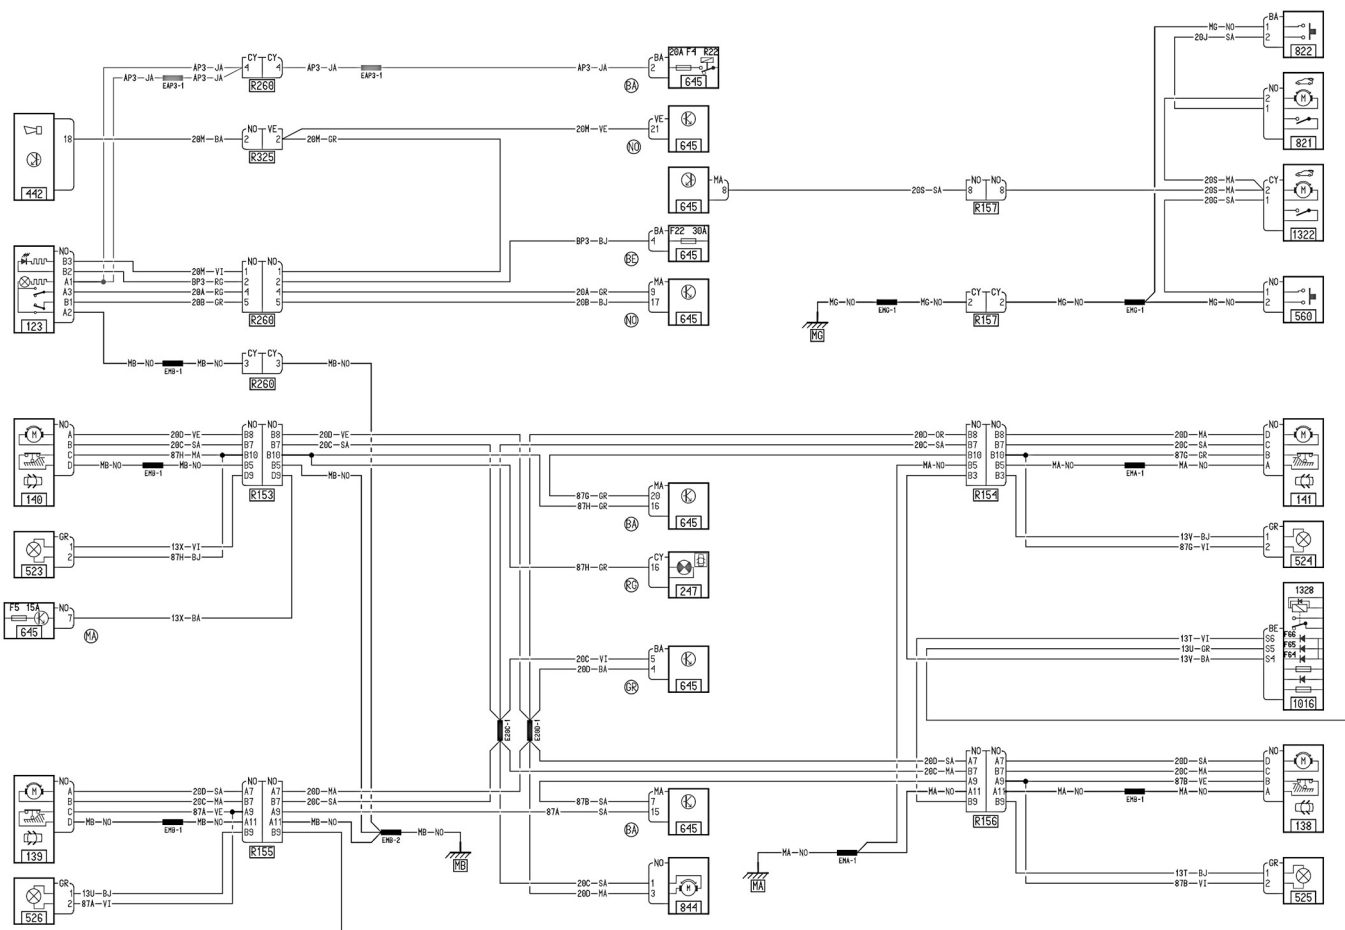 AP3—JA
AP3—JA EAP3-1 AP3—JA
CY CY
4 4
R260
AP3—JA EAP3-1 AP3—JA
BA
2
20A F4 R22
645
BA
442
18
20M—BA
NO VE
2 2
R325
20M—GR
20M—VE
VE
21
645
NO
MA
8
645
20S—SA
NO NO
8 8
R157
20S—MA
20S—MA
20G—SA
CY
2
1
M
1322
MG—NO
20J—SA
BA
1
2
822
NO
2
1
M
821
123
NO
B3
B2
A1
A3
B1
A2
20M—VI
BP3—RG
20A—RG
20B—GR
1 1
2 2
4 4
5 5
R260
BP3—BJ
BA
4
F22 30A
645
BE
20A—GR
20B—BJ
MA
9
17
645
NO
MG
MG—NO EMG-1 MG—NO
CY CY
2 2
R157
MG—NO EMG-1 MG—NO
NO
1
2
560
MB—NO EMB-1 MB—NO
CY CY
3 3
R260
MB-NO
M
140
NO
A
B
C
D
20D—VE
20C—SA
87H—MA
MB-NO EMB-1 MB-NO
NO NO
B8 B8
B7 B7
B10 B10
B5 B5
D9 D9
R153
20D—VE
20C—SA
MB-NO
20D—OR
20C—SA
MA-NO
NO NO
B8 B8
B7 B7
B10 B10
B5 B5
B3 B3
R154
20D—MA
20C—SA
87G—GR
MA—NO EMA-1 MA—NO
NO
D
C
B
A
M
141
87G—GR
87H—GR
MA
20
16
645
BA
523
GR
1
2
13X—VI
87H—BJ
87H—GR
CY
16
247
RG
13V—BJ
87G—VI
GR
1
2
524
F5 15A
645
NO
7
MA
13X—BA
20C—VI
20D—BA
BA
5
4
645
GR
13T—VI
13U—GR
13V—BA
BE
S6
S5
S4
1328
F66
F65
F64
1016
E20C-1
E20D-1
M
139
NO
A
B
C
D
20D—SA
20C—MA
87A—VE
MB—NO EMB-1 MB—NO
NO NO
A7 A7
B7 B7
A9 A9
A11 A11
B9 B9
R155
20D—MA
20C—SA
MB—NO
EMB-2
MB—NO
MB
87B—SA
87A SA
MA
7
15
645
BA
20D—SA
20C—MA
MA—NO
NO NO
A7 A7
B7 B7
A9 A9
A11 A11
B9 B9
R156
20D—SA
20C—MA
87B—VE
MA—NO EMB-1 MA—NO
NO
D
C
B
A
M
138
MA
MA—NO EMA-1
526
GR
1
2
13U—BJ
87A—VI
20C—SA
20D—MA
NO
1
3
M
844
13T—BJ
87B—VI
GR
1
2
525